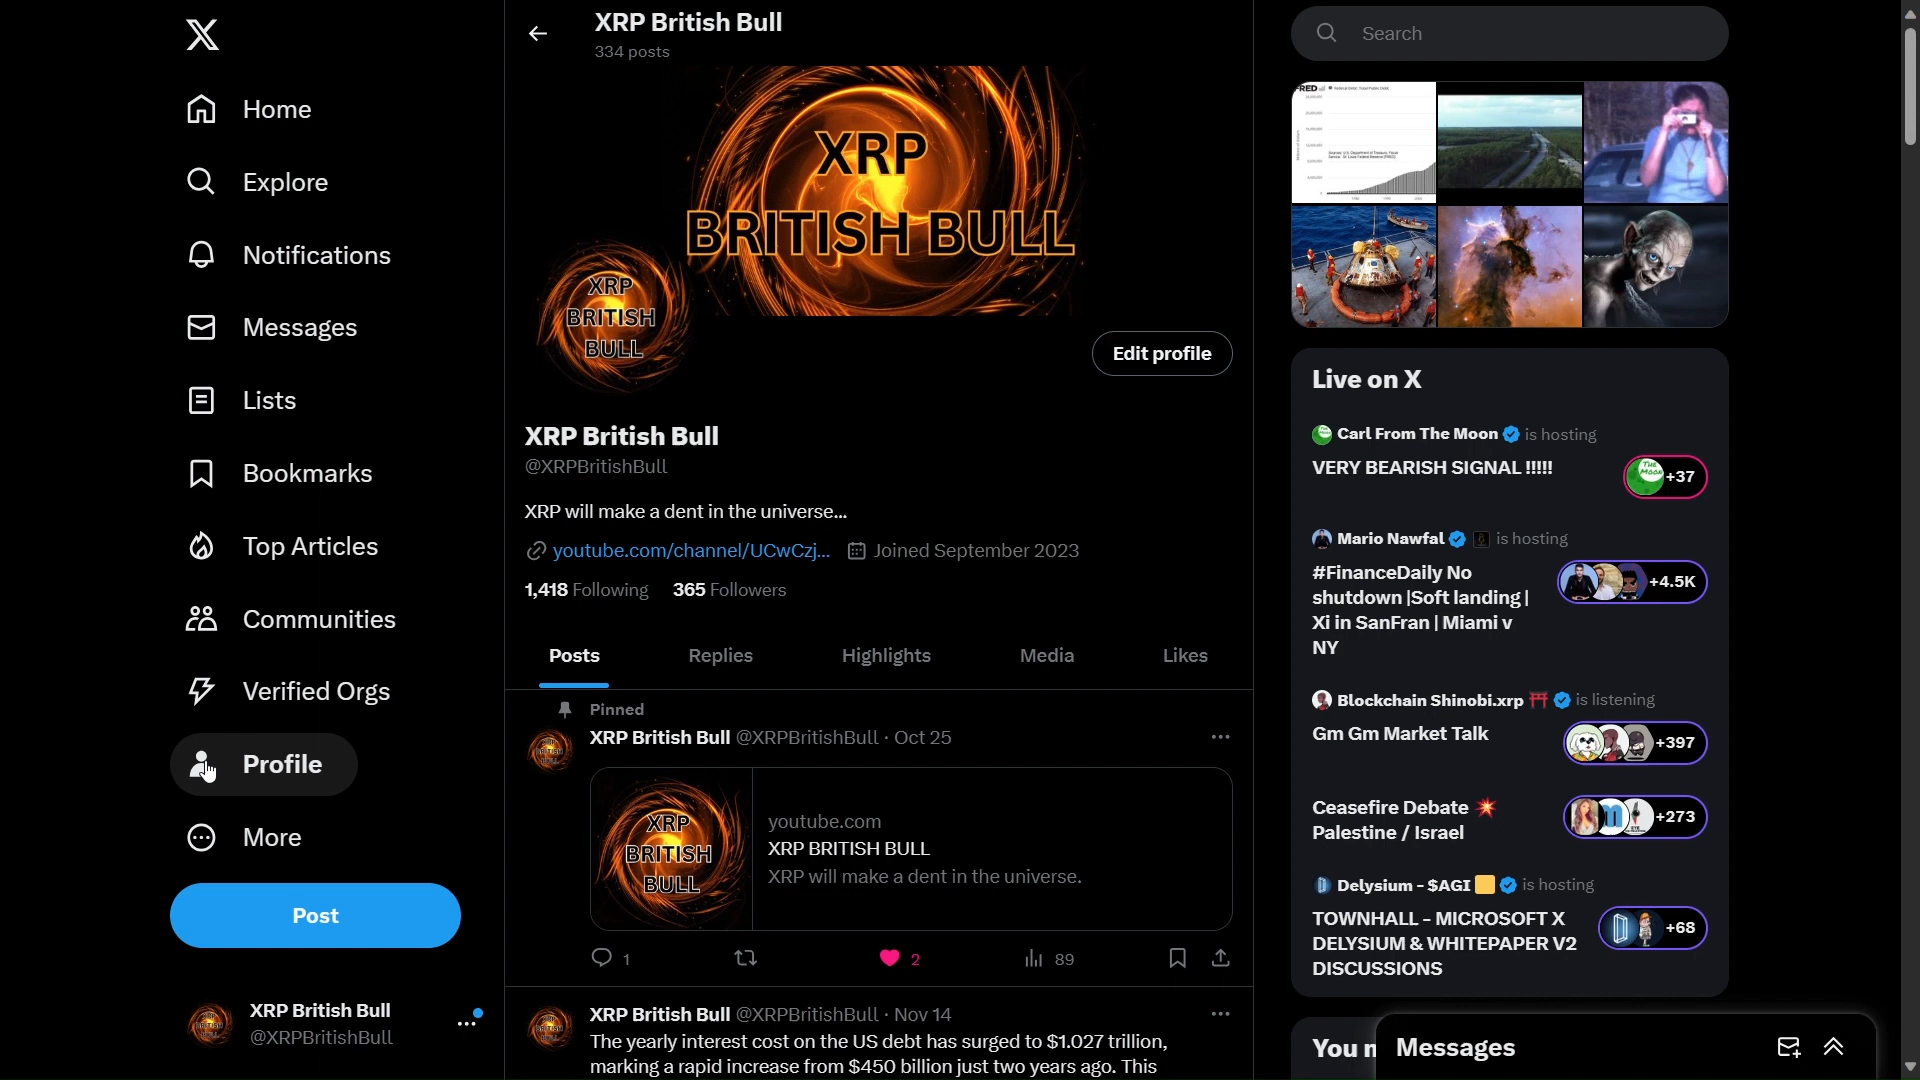 XRP British Bull
334 posts
Home
Explore
Notifications
Messages
Lists
Bookmarks
Top Articles
Communities
Verified Orgs
Profile
More
Post
XRP British Bull
@XRPBritishBull
XRP
BRITISH BULL
XRP
BRITISH
BULL
Edit profile
XRP British Bull
@XRPBritishBull
XRP will make a dent in the universe...
youtube.com/channel/UCwCzj... Joined September 2023
1,418 Following 365 Followers
Posts Replies Highlights Media Likes
Pinned
XRP British Bull @XRPBritishBull · Oct 25
XRP
BRITISH
BULL
youtube.com
XRP BRITISH BULL
XRP will make a dent in the universe.
1 2 89
XRP British Bull @XRPBritishBull · Nov 14
The yearly interest cost on the US debt has surged to $1.027 trillion,
marking a rapid increase from $450 billion just two years ago. This
Search
FRED
Live on X
Carl From The Moon is hosting
VERY BEARISH SIGNAL !!!!!
THE
MOON
+37
Mario Nawfal is hosting
#FinanceDaily No
shutdown |Soft landing |
Xi in SanFran | Miami v
NY
+4.5K
Blockchain Shinobi.xrp is listening
Gm Gm Market Talk
+397
Ceasefire Debate
Palestine / Israel
+273
Delysium - $AGI is hosting
TOWNHALL - MICROSOFT X
DELYSIUM & WHITEPAPER V2
DISCUSSIONS
+68
You m
Messages